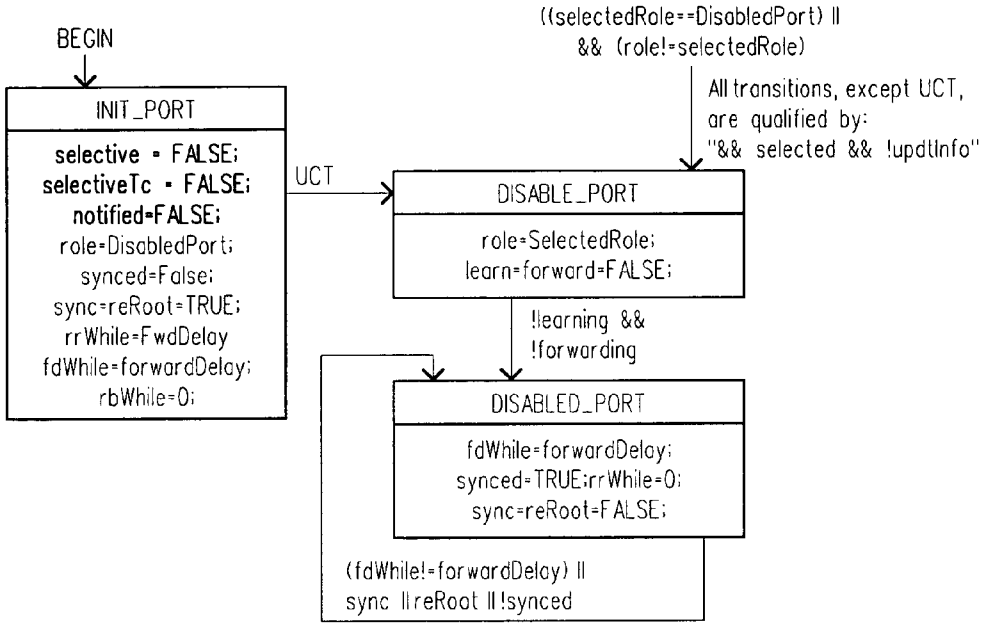 ((selectedRole==DisabledPort) ||
&& (role!=selectedRole)
BEGIN
All transitions, except UCT,
are qualified by:
"&& selected && !updtInfo"
INIT_PORT
selective = FALSE;
selectiveTc = FALSE;
notified=FALSE;
role=DisabledPort;
synced=False;
sync=reRoot=TRUE;
rrWhile=FwdDelay
fdWhile=forwardDelay;
rbWhile=0;
UCT
DISABLE_PORT
role=SelectedRole;
learn=forward=FALSE;
!learning &&
!forwarding
DISABLED_PORT
fdWhile=forwardDelay;
synced=TRUE;rrWhile=0;
sync=reRoot=FALSE;
(fdWhile!=forwardDelay) ||
sync ||reRoot ||!synced